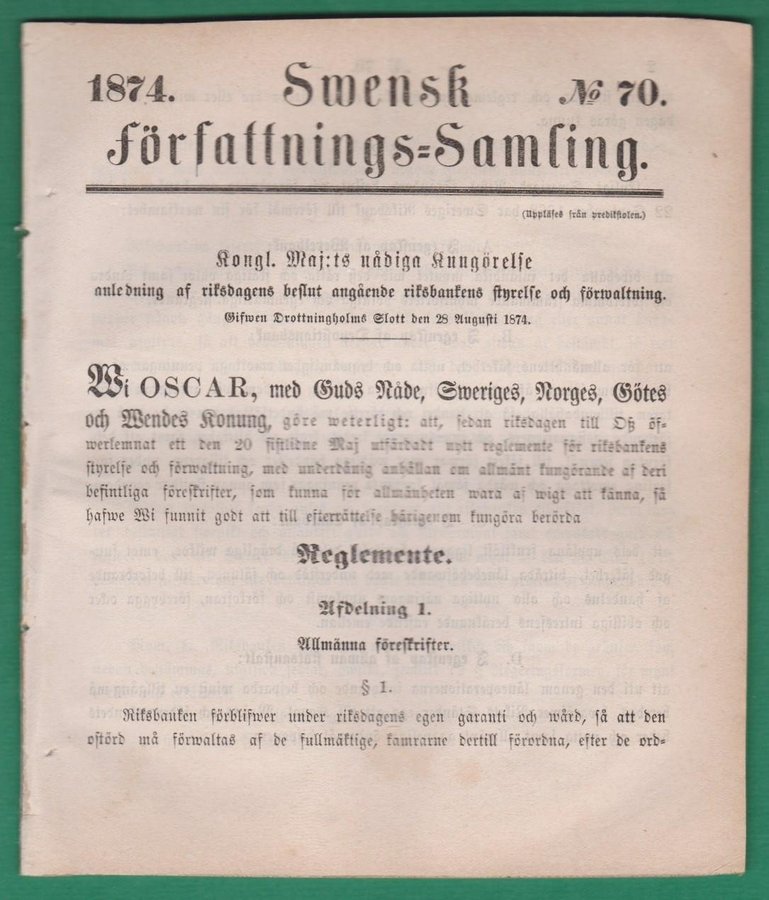 1874. Swensk № 70.
Författnings=Samling.
(Uppläses från predikstolen.)
Kongl. Maj:ts nådiga Kungörelse
anledning af riksdagens beslut angående riksbankens styrelse och förwaltning.
Gifwen Drottningholms Slott den 28 Augusti 1874.
Wi OSCAR, med Guds Nåde, Sweriges, Norges, Götes
och Wendes Konung, göre weterligt: att, sedan riksdagen till Oß öf=
werlemnat ett den 20 sistlidne Maj utfärdadt nytt reglemente för riksbankens
styrelse och förwaltning, med underdånig anhållan om allmänt kungörande af deri
befintliga föreskrifter, som kunna för allmänheten wara af wigt att känna, så
hafwe Wi funnit godt att till efterrättelse härigenom kungöra berörda
Reglemente.
Afdelning 1.
Allmänna föreskrifter.
§ 1.
Riksbanken förblifwer under riksdagens egen garanti och wård, så att den
ostörd må förwaltas af de fullmäktige, kamrarne dertill förordna, efter de ord=